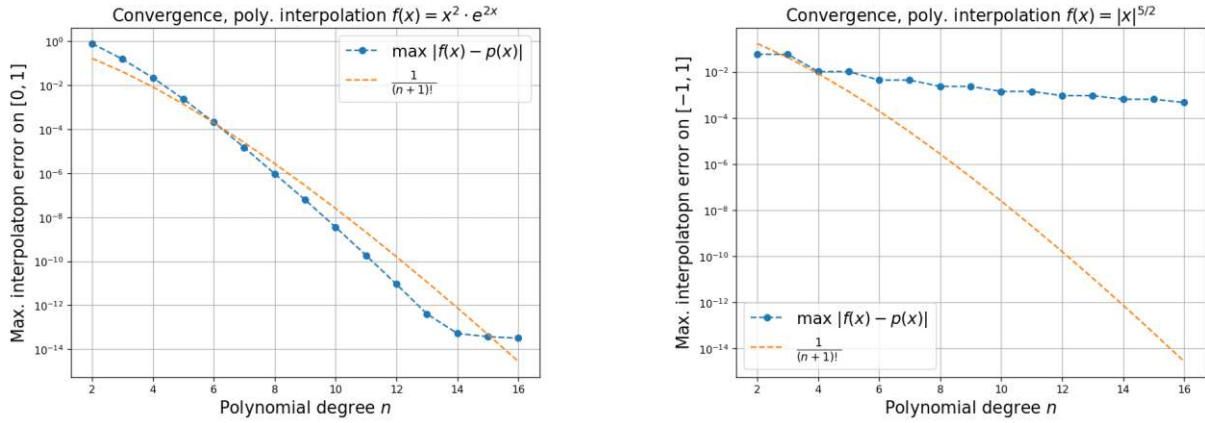 Convergence, poly. interpolation f(x) = x² · e²ˣ
Max. interpolatopn error on [0, 1]
10⁰
10⁻²
10⁻⁴
10⁻⁶
10⁻⁸
10⁻¹⁰
10⁻¹²
10⁻¹⁴
max |f(x) − p(x)|
1/(n+1)!
2 4 6 8 10 12 14 16
Polynomial degree n
Convergence, poly. interpolation f(x) = |x|^{5/2}
Max. interpolatopn error on [−1, 1]
10⁻²
10⁻⁴
10⁻⁶
10⁻⁸
10⁻¹⁰
10⁻¹²
10⁻¹⁴
max |f(x) − p(x)|
1/(n+1)!
2 4 6 8 10 12 14 16
Polynomial degree n